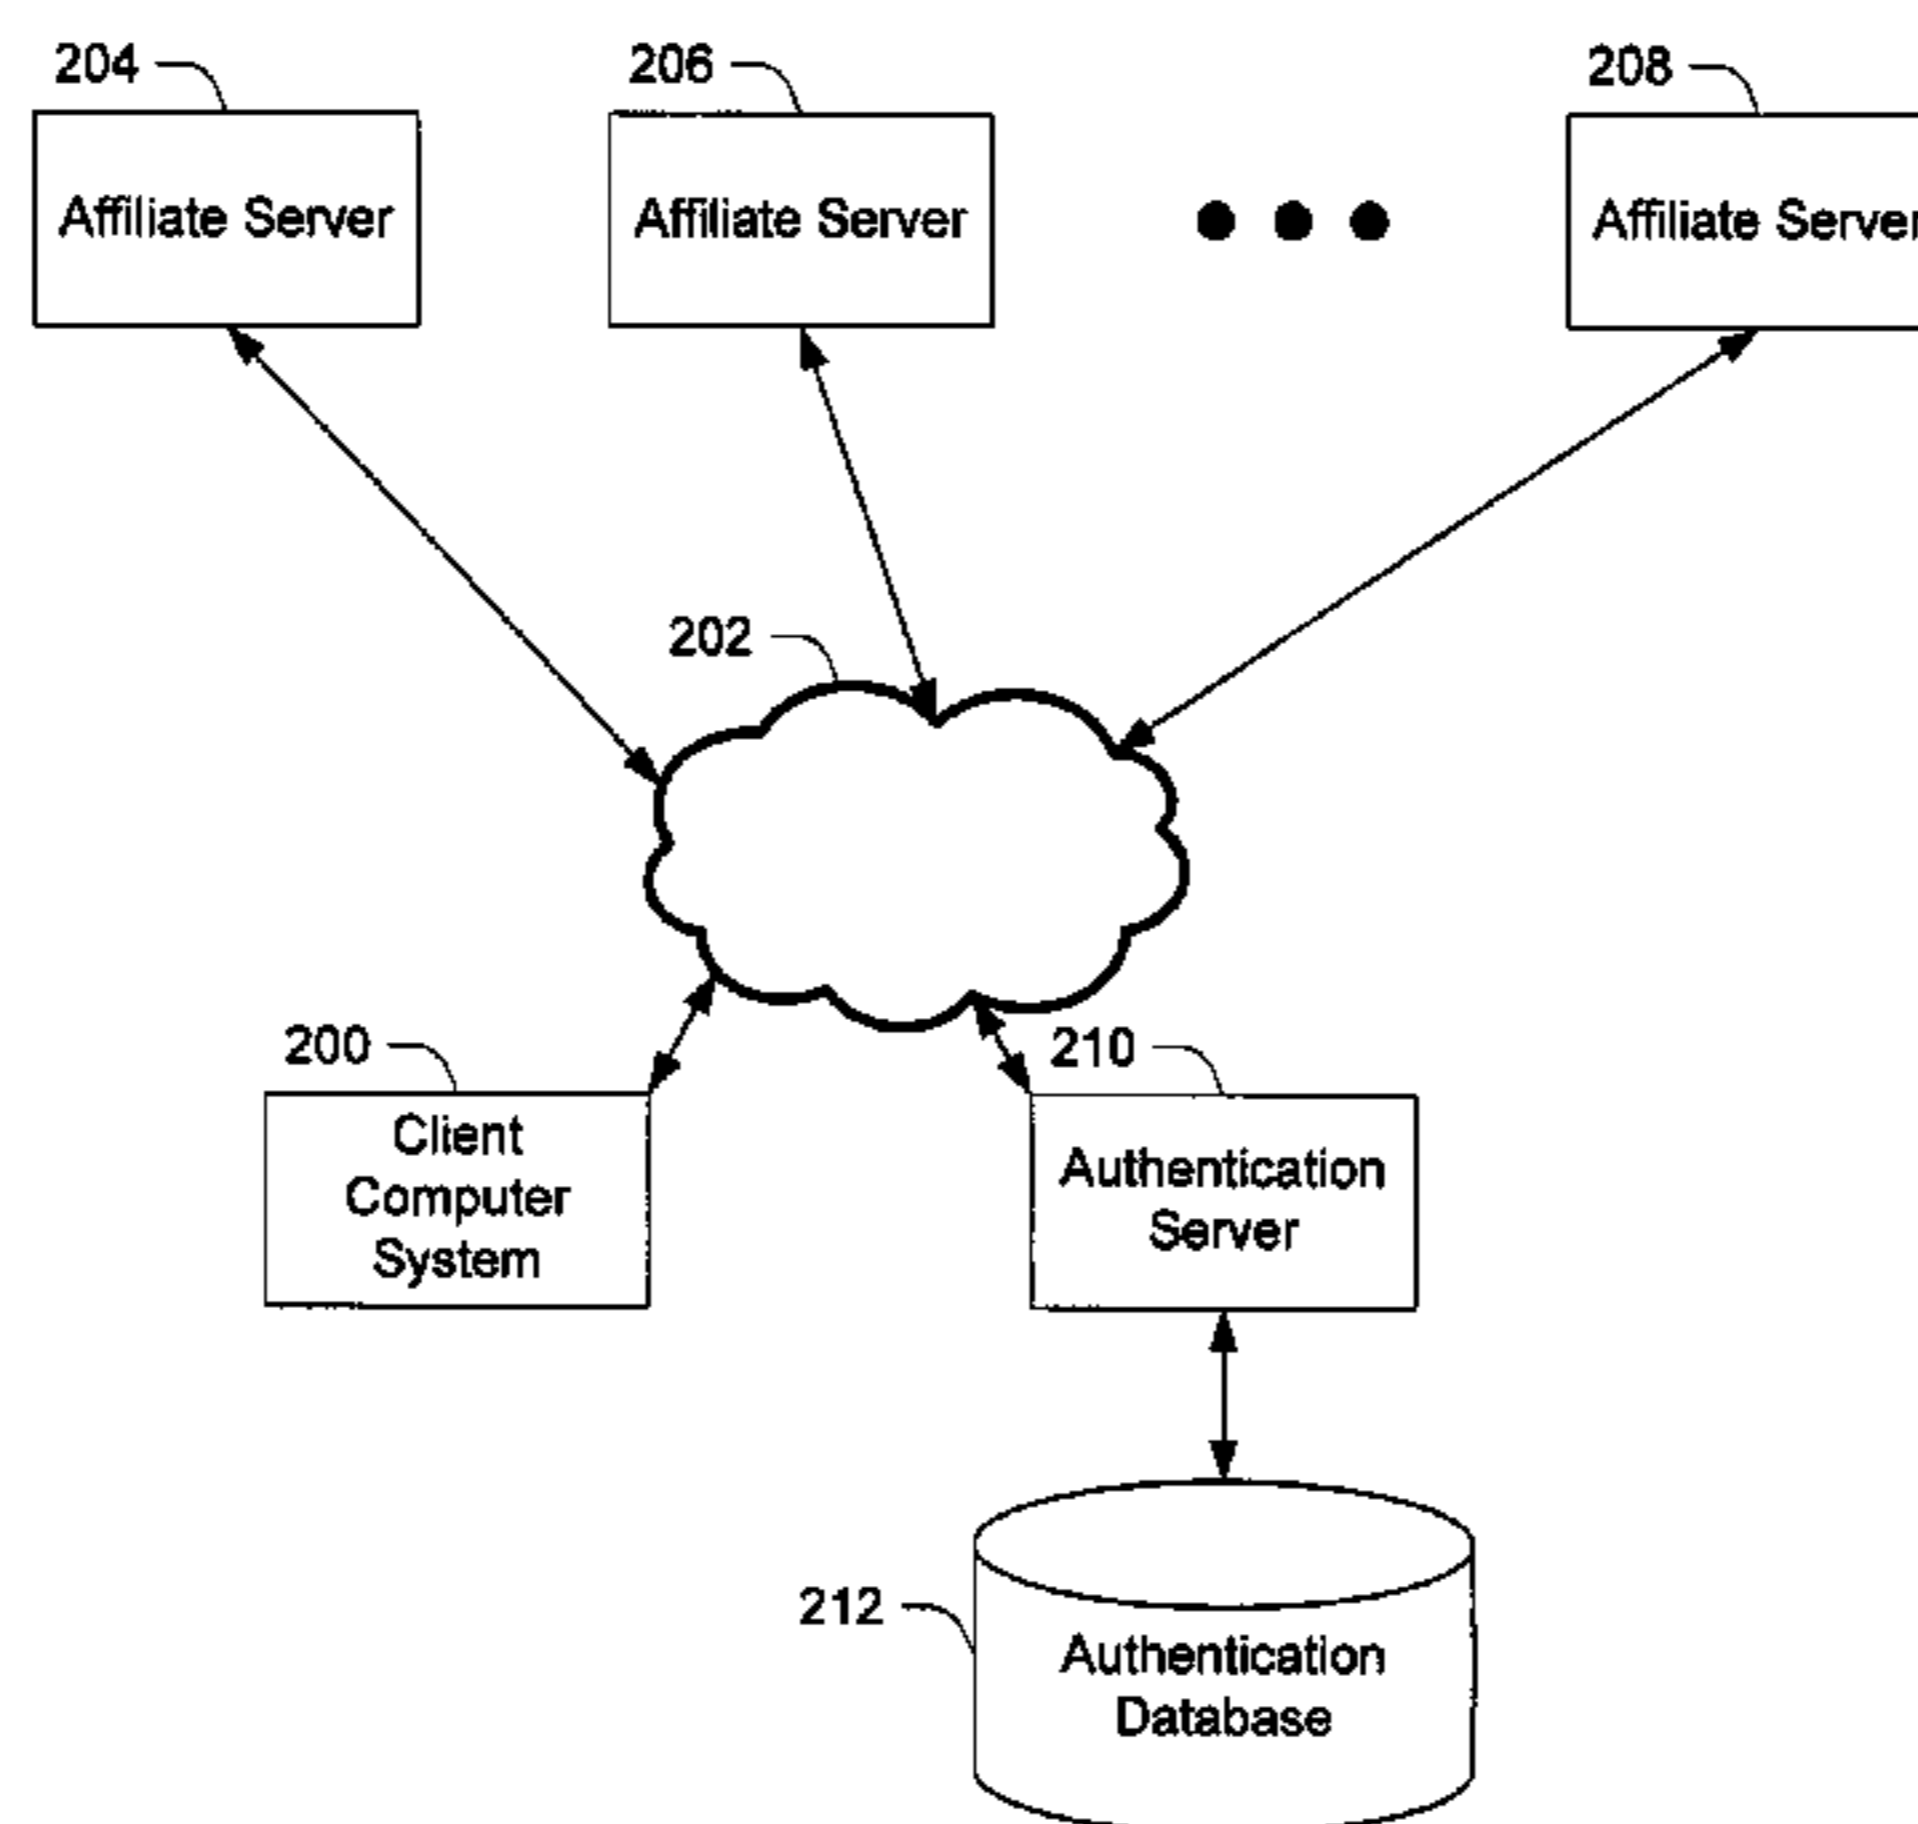 204
206
208
Affiliate Server
Affiliate Server
Affiliate Server
202
200
210
Client
Computer
System
Authentication
Server
212
Authentication
Database